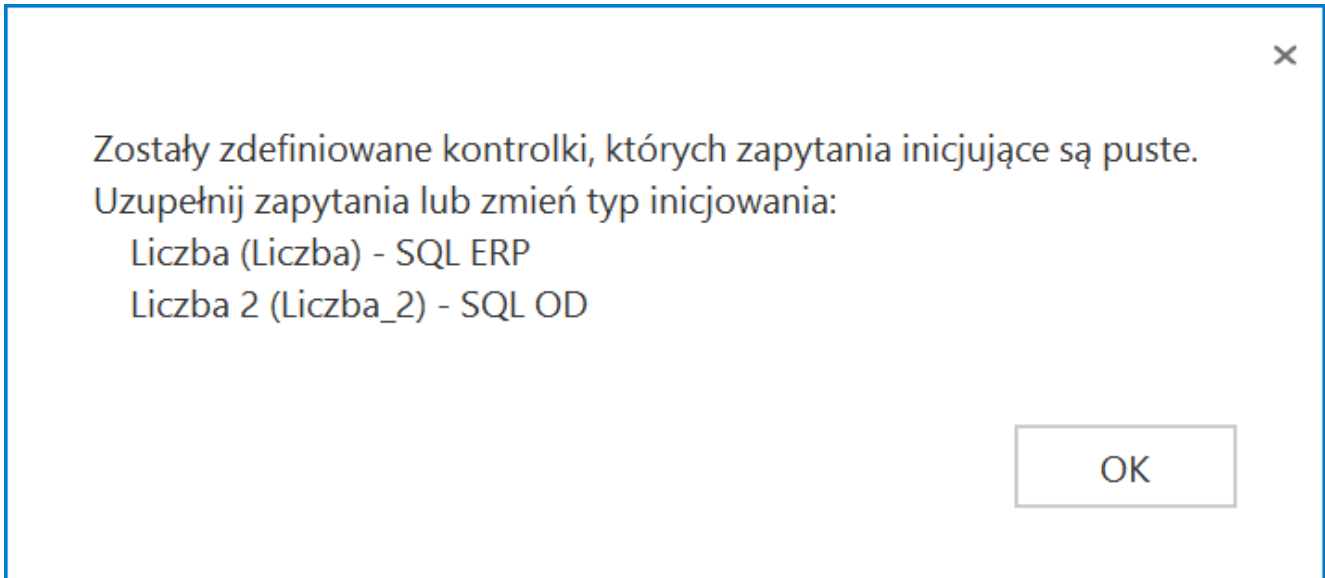 Zostały zdefiniowane kontrolki, których zapytania inicjujące są puste.
Uzupełnij zapytania lub zmień typ inicjowania:
Liczba (Liczba) - SQL ERP
Liczba 2 (Liczba_2) - SQL OD
OK